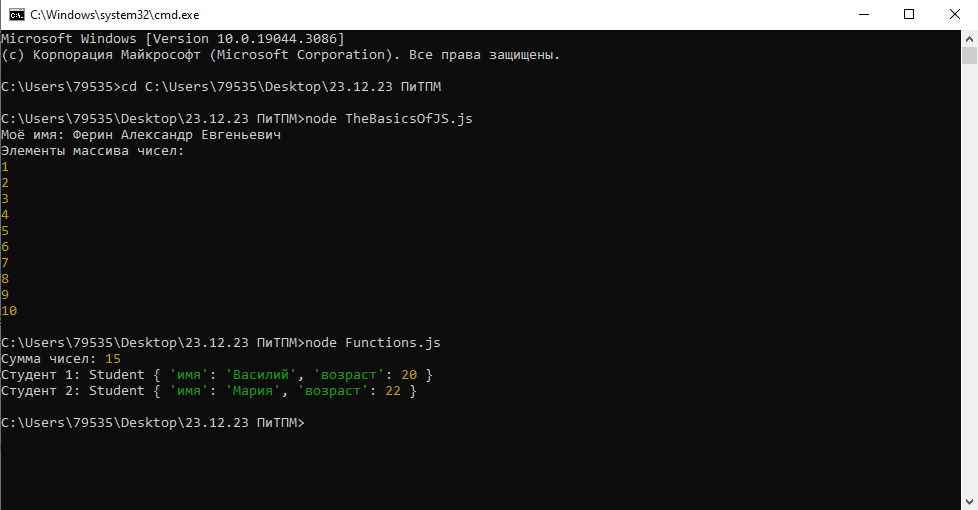 C:\Windows\system32\cmd.exe
Microsoft Windows [Version 10.0.19044.3086]
(c) Корпорация Майкрософт (Microsoft Corporation). Все права защищены.
C:\Users\79535>cd C:\Users\79535\Desktop\23.12.23 ПиТПМ
C:\Users\79535\Desktop\23.12.23 ПиТПМ>node TheBasicsOfJS.js
Моё имя: Ферин Александр Евгеньевич
Элементы массива чисел:
1
2
3
4
5
6
7
8
9
10
C:\Users\79535\Desktop\23.12.23 ПиТПМ>node Functions.js
Сумма чисел: 15
Студент 1: Student { 'имя': 'Василий', 'возраст': 20 }
Студент 2: Student { 'имя': 'Мария', 'возраст': 22 }
C:\Users\79535\Desktop\23.12.23 ПиТПМ>